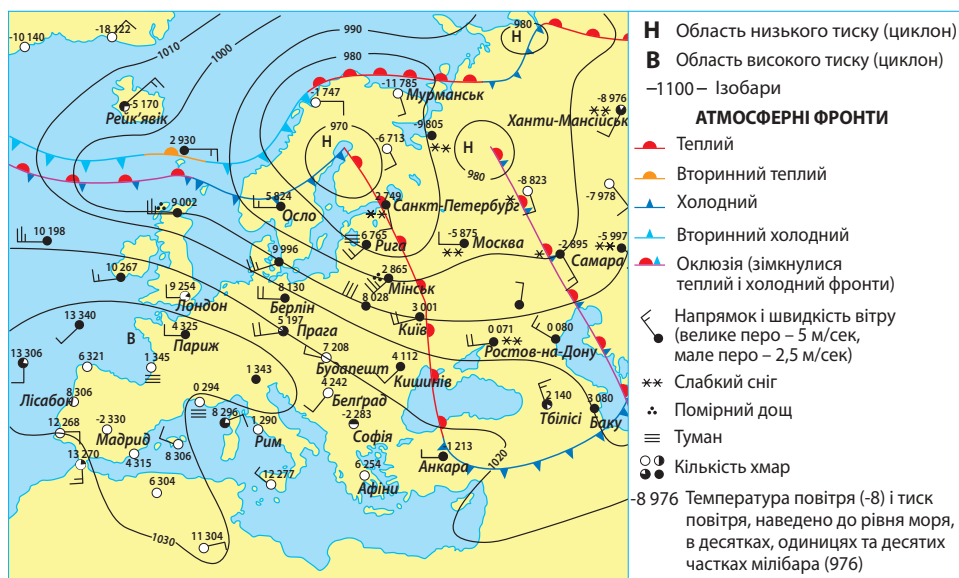 -10 140
-18 122
1010
1000
990
980
980
Н
5 170
Рейк'явік
-1 747
-11 785
Мурманськ
-9 805
-8 976
Ханти-Мансійськ
970
Н
-6 713
Н
980
2 930
-8 823
-7 978
5 824
Осло
2 749
Санкт-Петербург
9 002
10 198
6 765
Рига
-5 875
Москва
-2 895
-5 997
Самара
9 996
10 267
2 865
Мінськ
9 254
Лондон
8 130
Берлін
8 028
3 001
Київ
13 340
4 325
Париж
5 197
Прага
0 071
Ростов-на-Дону
0 080
В
7 208
Будапешт
13 306
6 321
1 345
4 112
Кишинів
1 343
4 242
Белґрад
Лісабон
8 306
0 294
2 140
Тбілісі
3 080
Баку
-2 330
Мадрид
8 296
1 290
Рим
-2 283
Софія
12 268
1 213
Анкара
1020
13 270
4 315
8 306
6 304
12 277
6 254
Афіни
1030
11 304
Н Область низького тиску (циклон)
В Область високого тиску (циклон)
–1100– Ізобари
АТМОСФЕРНІ ФРОНТИ
Теплий
Вторинний теплий
Холодний
Вторинний холодний
Оклюзія (зімкнулися
теплий і холодний фронти)
Напрямок і швидкість вітру
(велике перо – 5 м/сек,
мале перо – 2,5 м/сек)
Слабкий сніг
Помірний дощ
Туман
Кількість хмар
-8 976 Температура повітря (-8) і тиск
повітря, наведено до рівня моря,
в десятках, одиницях та десятих
частках мілібара (976)